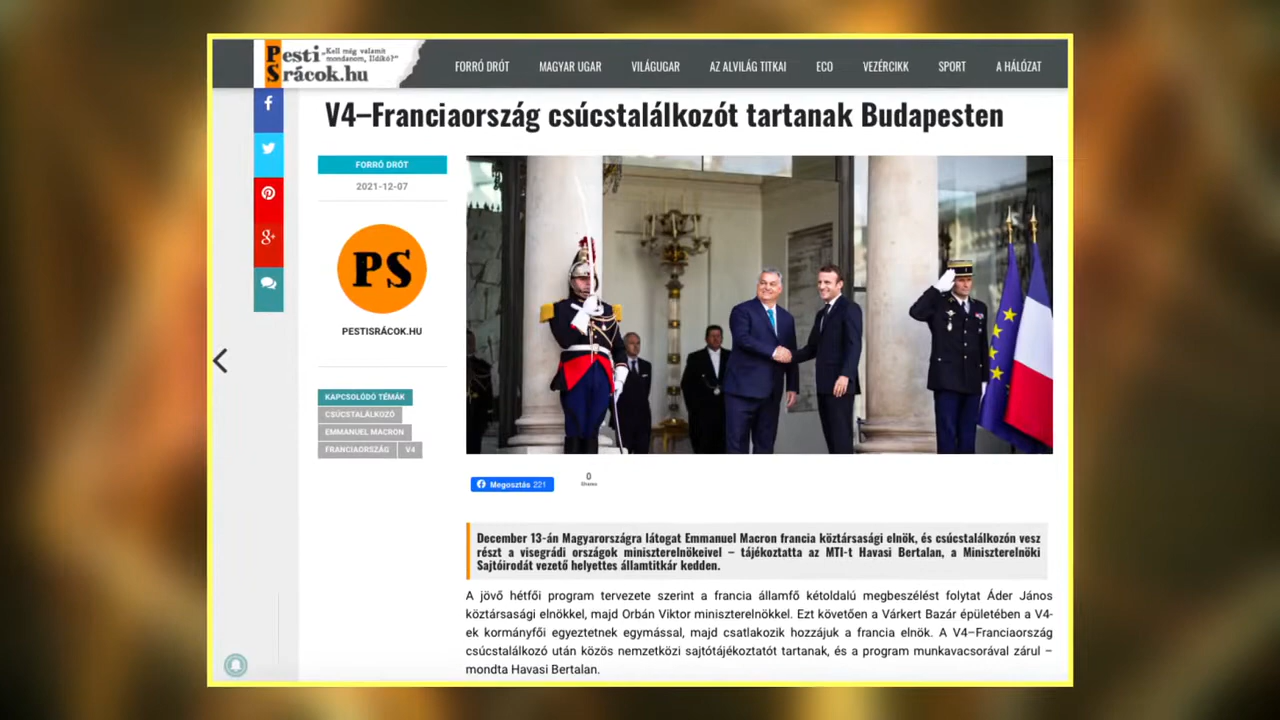 Pesti Srácok.hu
„Kell még valamit mondanom, Ildikó?"
FORRÓ DRÓT
MAGYAR UGAR
VILÁGUGAR
AZ ALVILÁG TITKAI
ECO
VEZÉRCIKK
SPORT
A HÁLÓZAT
V4–Franciaország csúcstalálkozót tartanak Budapesten
FORRÓ DRÓT
2021-12-07
PS
PESTISRÁCOK.HU
KAPCSOLÓDÓ TÉMÁK
CSÚCSTALÁLKOZÓ
EMMANUEL MACRON
FRANCIAORSZÁG
V4
Megosztás 221
0
December 13-án Magyarországra látogat Emmanuel Macron francia köztársasági elnök, és csúcstalálkozón vesz
részt a visegrádi országok miniszterelnökeivel – tájékoztatta az MTI-t Havasi Bertalan, a Miniszterelnöki
Sajtóirodát vezető helyettes államtitkár kedden.
A jövő hétfői program tervezete szerint a francia államfő kétoldalú megbeszélést folytat Áder János
köztársasági elnökkel, majd Orbán Viktor miniszterelnökkel. Ezt követően a Várkert Bazár épületében a V4-
ek kormányfői egyeztetnek egymással, majd csatlakozik hozzájuk a francia elnök. A V4–Franciaország
csúcstalálkozó után közös nemzetközi sajtótájékoztatót tartanak, és a program munkavacsorával zárul –
mondta Havasi Bertalan.